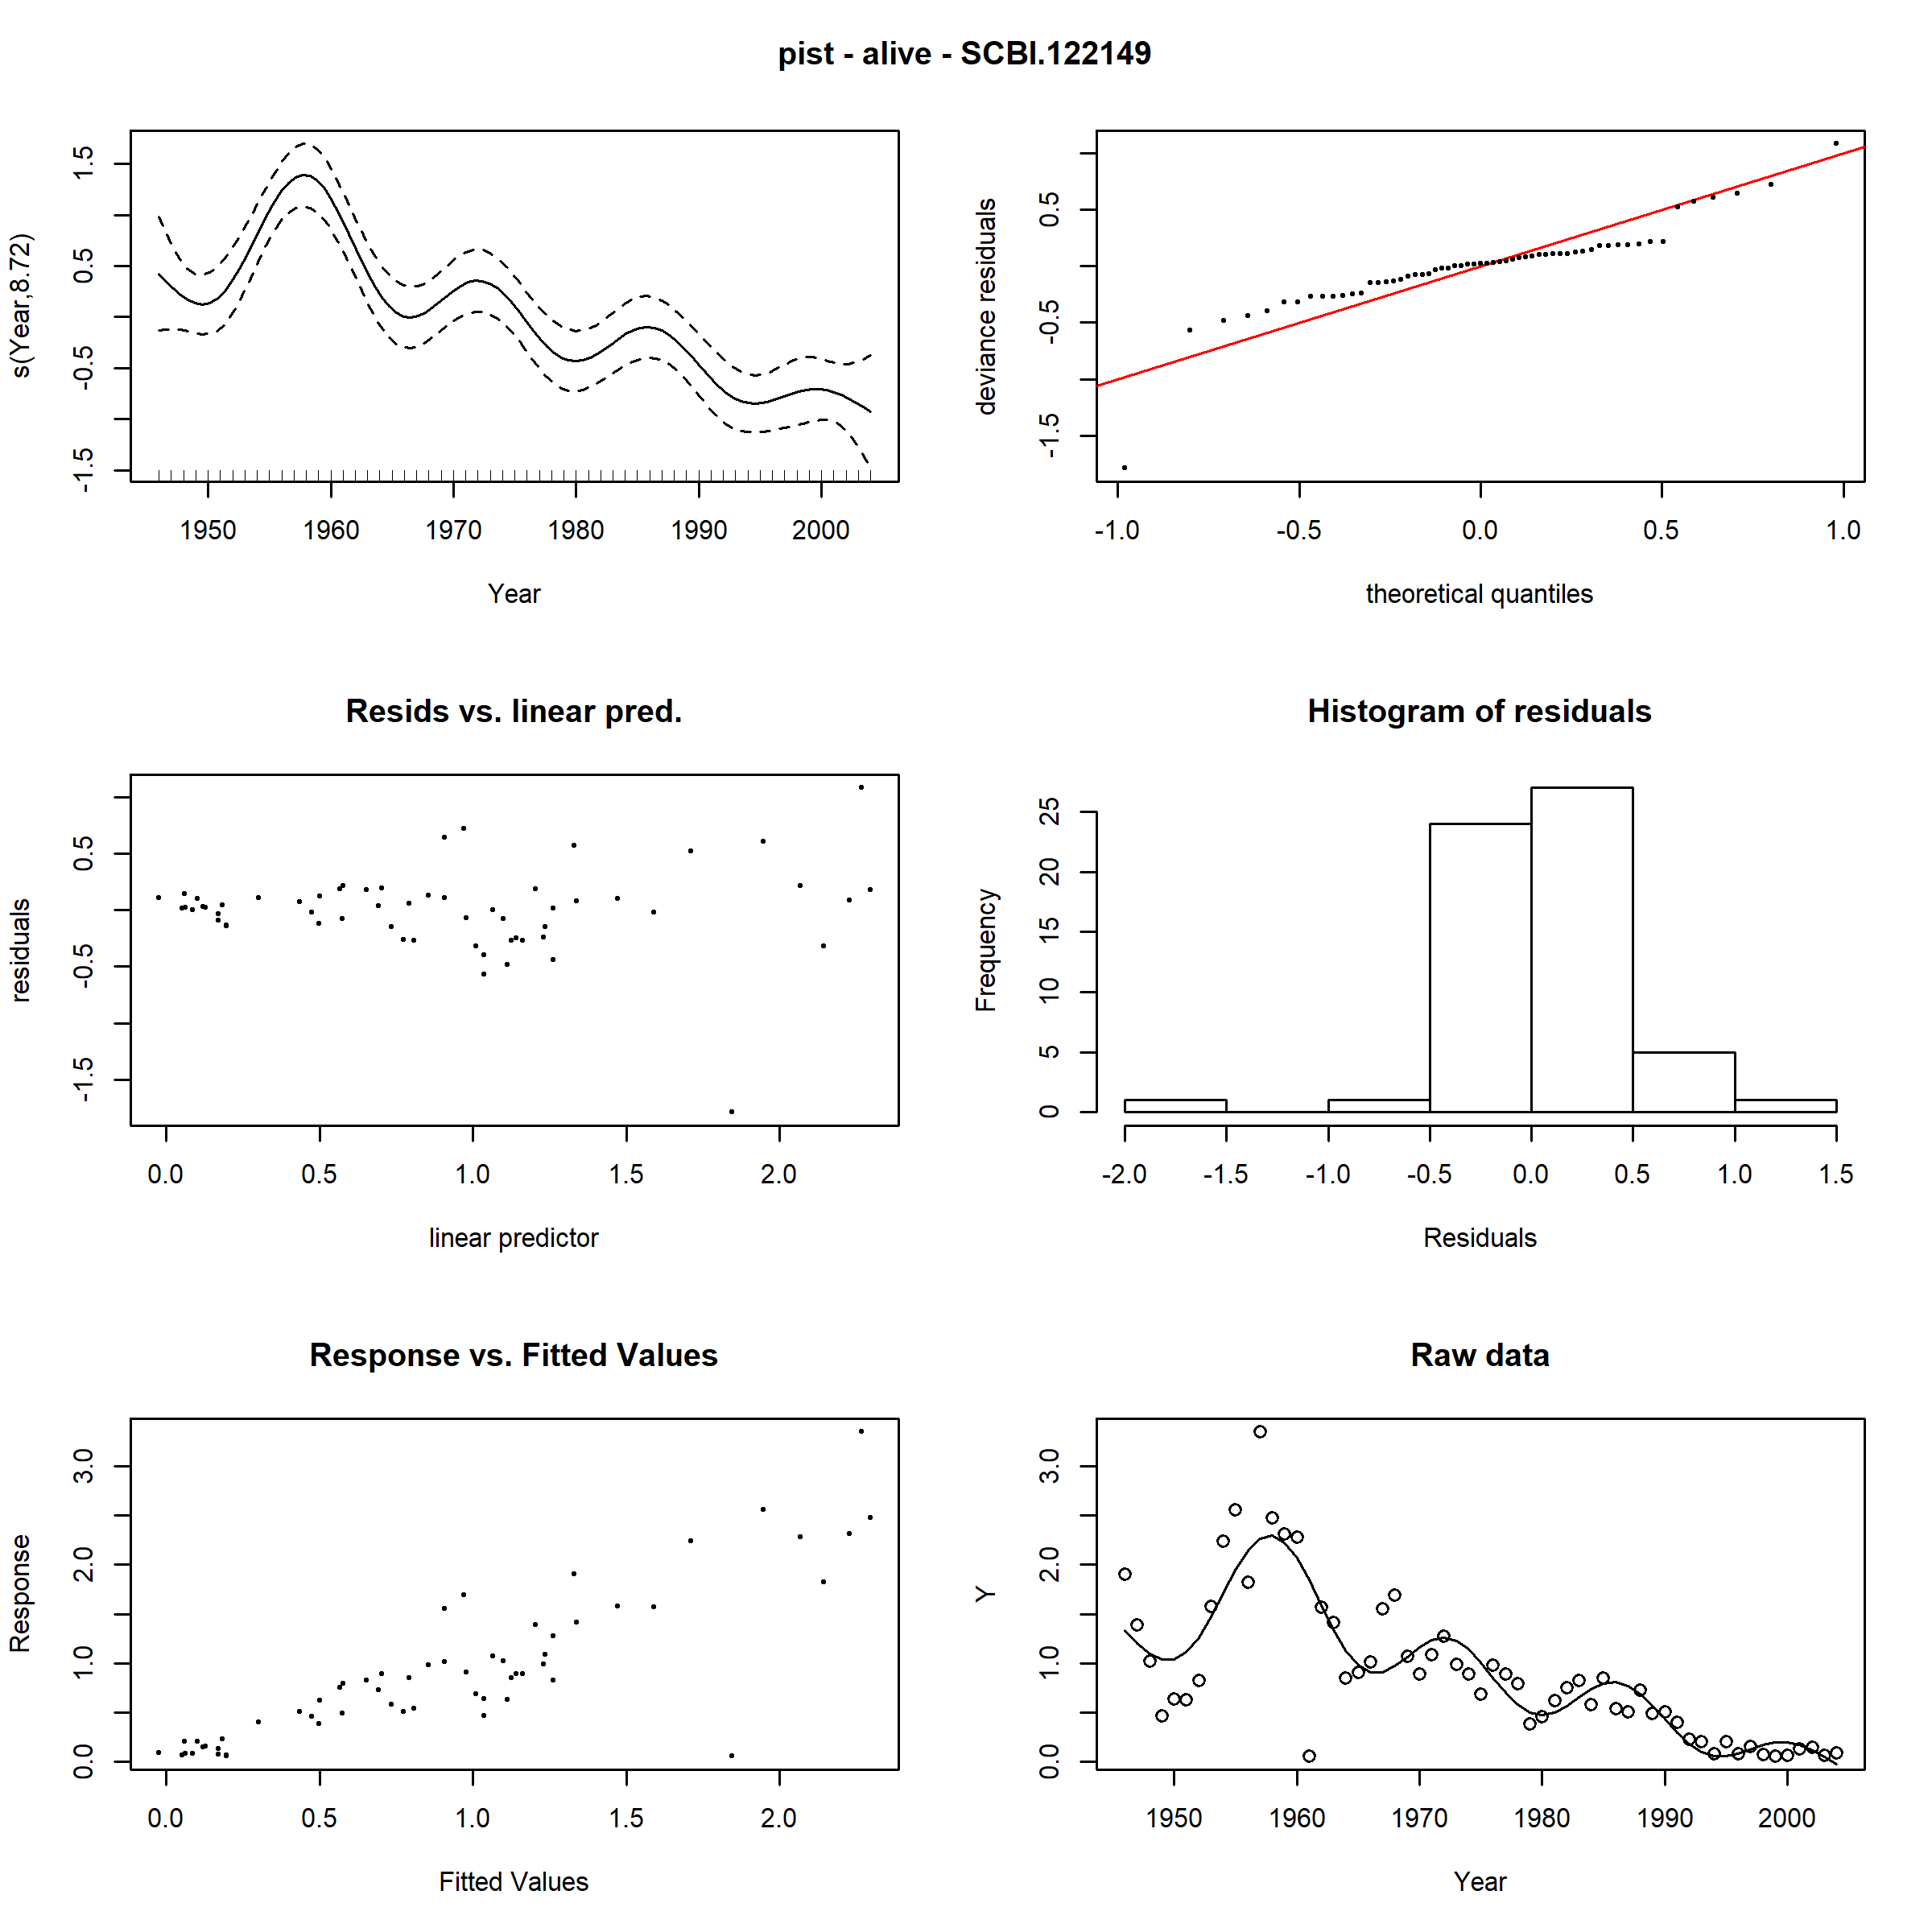 pist - alive - SCBI.122149
s(Year,8.72)
-1.5 -0.5 0.5 1.5
1950 1960 1970 1980 1990 2000
Year
deviance residuals
-1.5 -0.5 0.5
-1.0 -0.5 0.0 0.5 1.0
theoretical quantiles
Resids vs. linear pred.
residuals
-1.5 -0.5 0.5
0.0 0.5 1.0 1.5 2.0
linear predictor
Histogram of residuals
Frequency
0 5 10 15 20 25
-2.0 -1.5 -1.0 -0.5 0.0 0.5 1.0 1.5
Residuals
Response vs. Fitted Values
Response
0.0 1.0 2.0 3.0
0.0 0.5 1.0 1.5 2.0
Fitted Values
Raw data
Y
0.0 1.0 2.0 3.0
1950 1960 1970 1980 1990 2000
Year